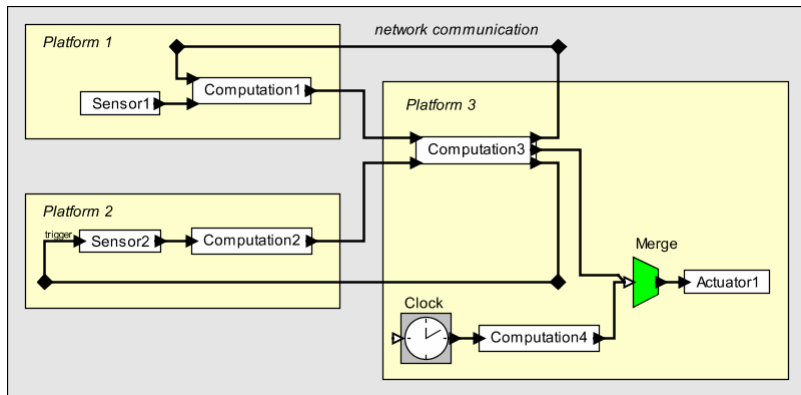 Platform 1
network communication
Computation1
Sensor1
Platform 3
Computation3
Platform 2
trigger
Sensor2
Computation2
Merge
Actuator1
Clock
Computation4